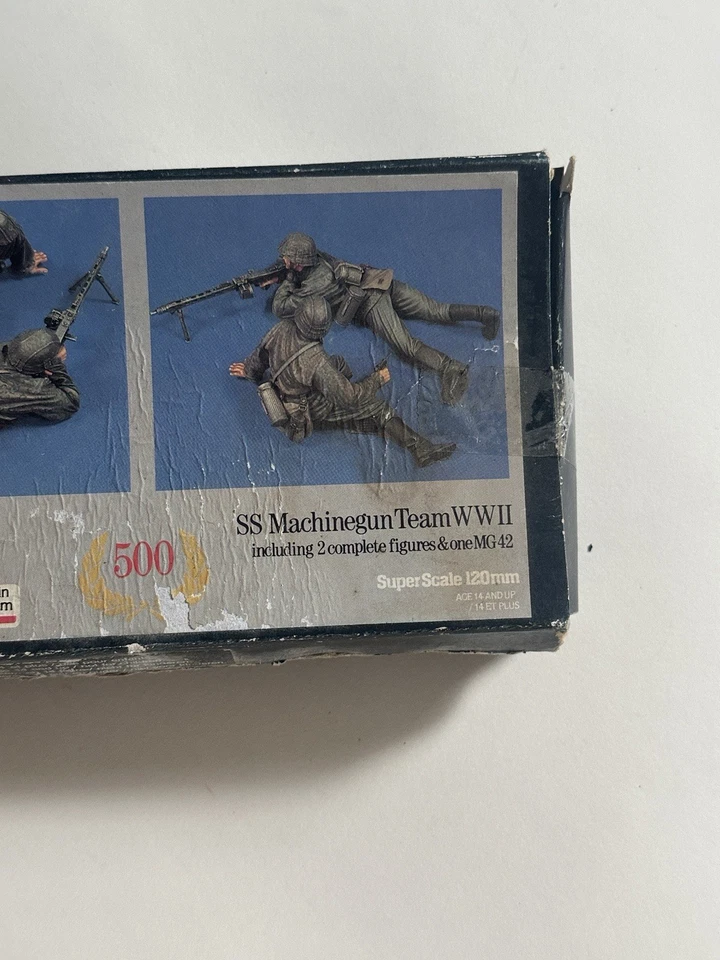 SS Machinegun Team WWII
including 2 complete figures & one MG 42
500
SuperScale 120mm
AGE 14 AND UP
/ 14 ET PLUS